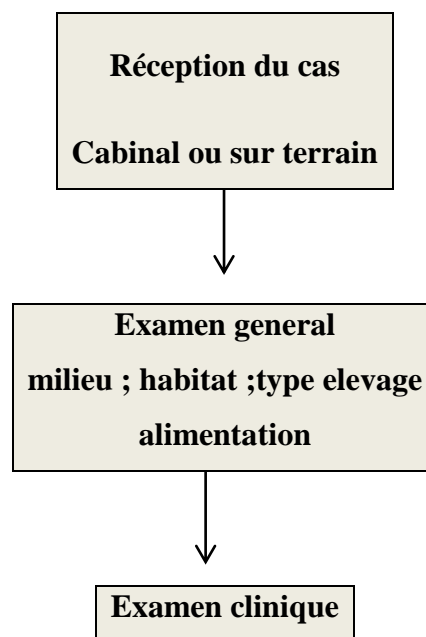 Réception du cas
Cabinal ou sur terrain
Examen general
milieu ; habitat ;type elevage
alimentation
Examen clinique